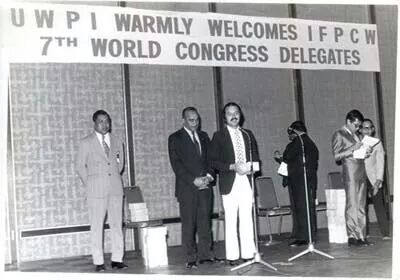 UWPI WARMLY WELCOMES IFPCW
7TH WORLD CONGRESS DELEGATES